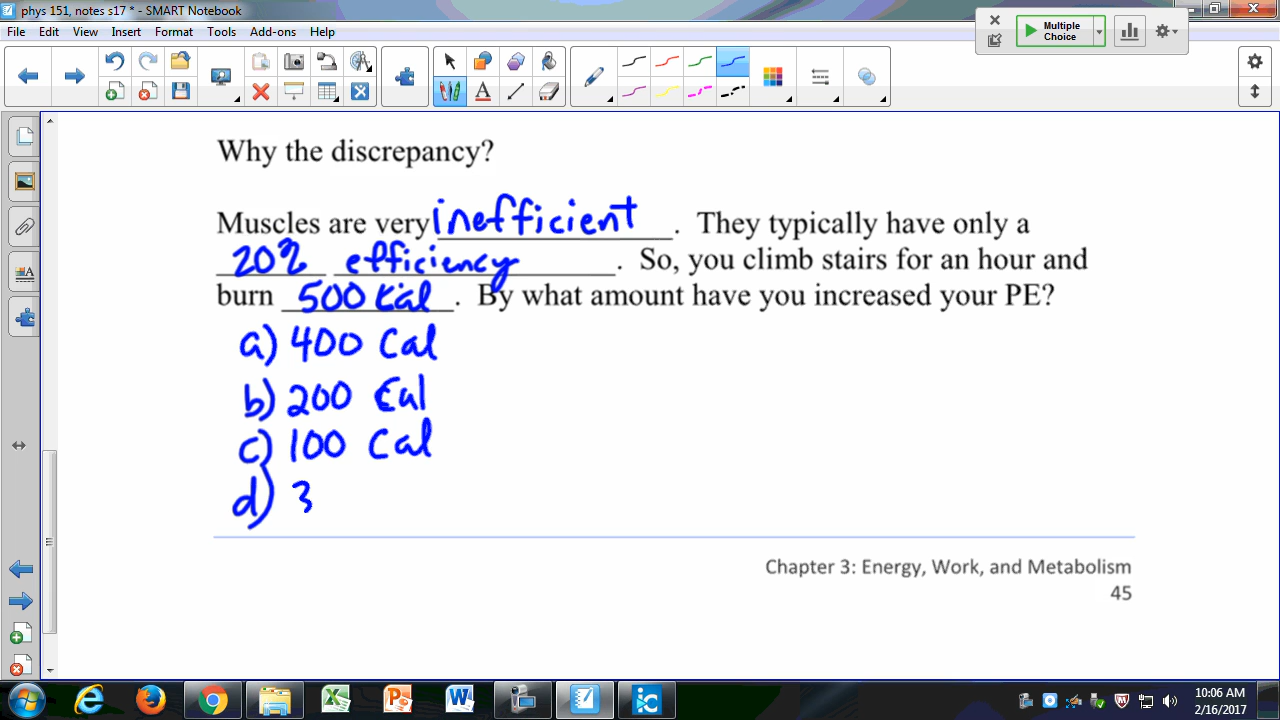 phys 151, notes s17 * - SMART Notebook
File Edit View Insert Format Tools Add-ons Help
Multiple
Choice
Why the discrepancy?
Muscles are very inefficient. They typically have only a
20% efficiency. So, you climb stairs for an hour and
burn 500 Cal. By what amount have you increased your PE?
a) 400 Cal
b) 200 Cal
c) 100 Cal
d) 3
Chapter 3: Energy, Work, and Metabolism
45
10:06 AM
2/16/2017